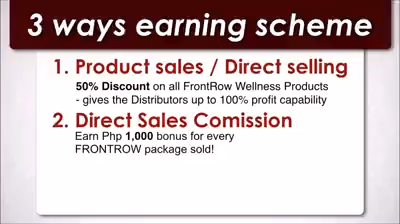 3 ways earning scheme
1. Product sales / Direct selling
50% Discount on all FrontRow Wellness Products
- gives the Distributors up to 100% profit capability
2. Direct Sales Comission
Earn Php 1,000 bonus for every
FRONTROW package sold!